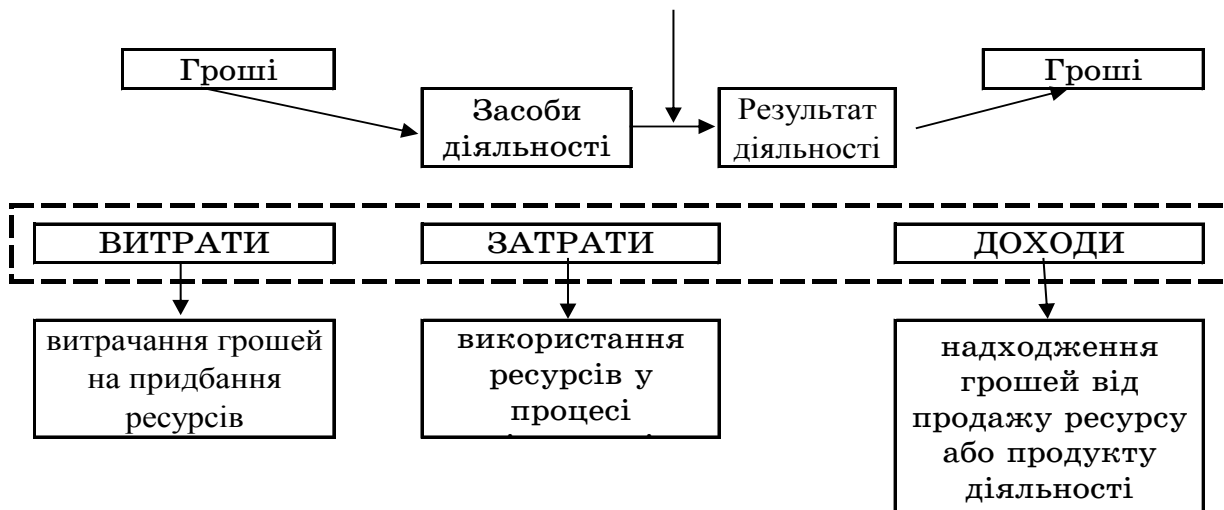 Гроші
Гроші
Засоби
діяльності
Результат
діяльності
ВИТРАТИ
ЗАТРАТИ
ДОХОДИ
витрачання грошей
на придбання
ресурсів
використання
ресурсів у
процесі
надходження
грошей від
продажу ресурсу
або продукту
діяльності